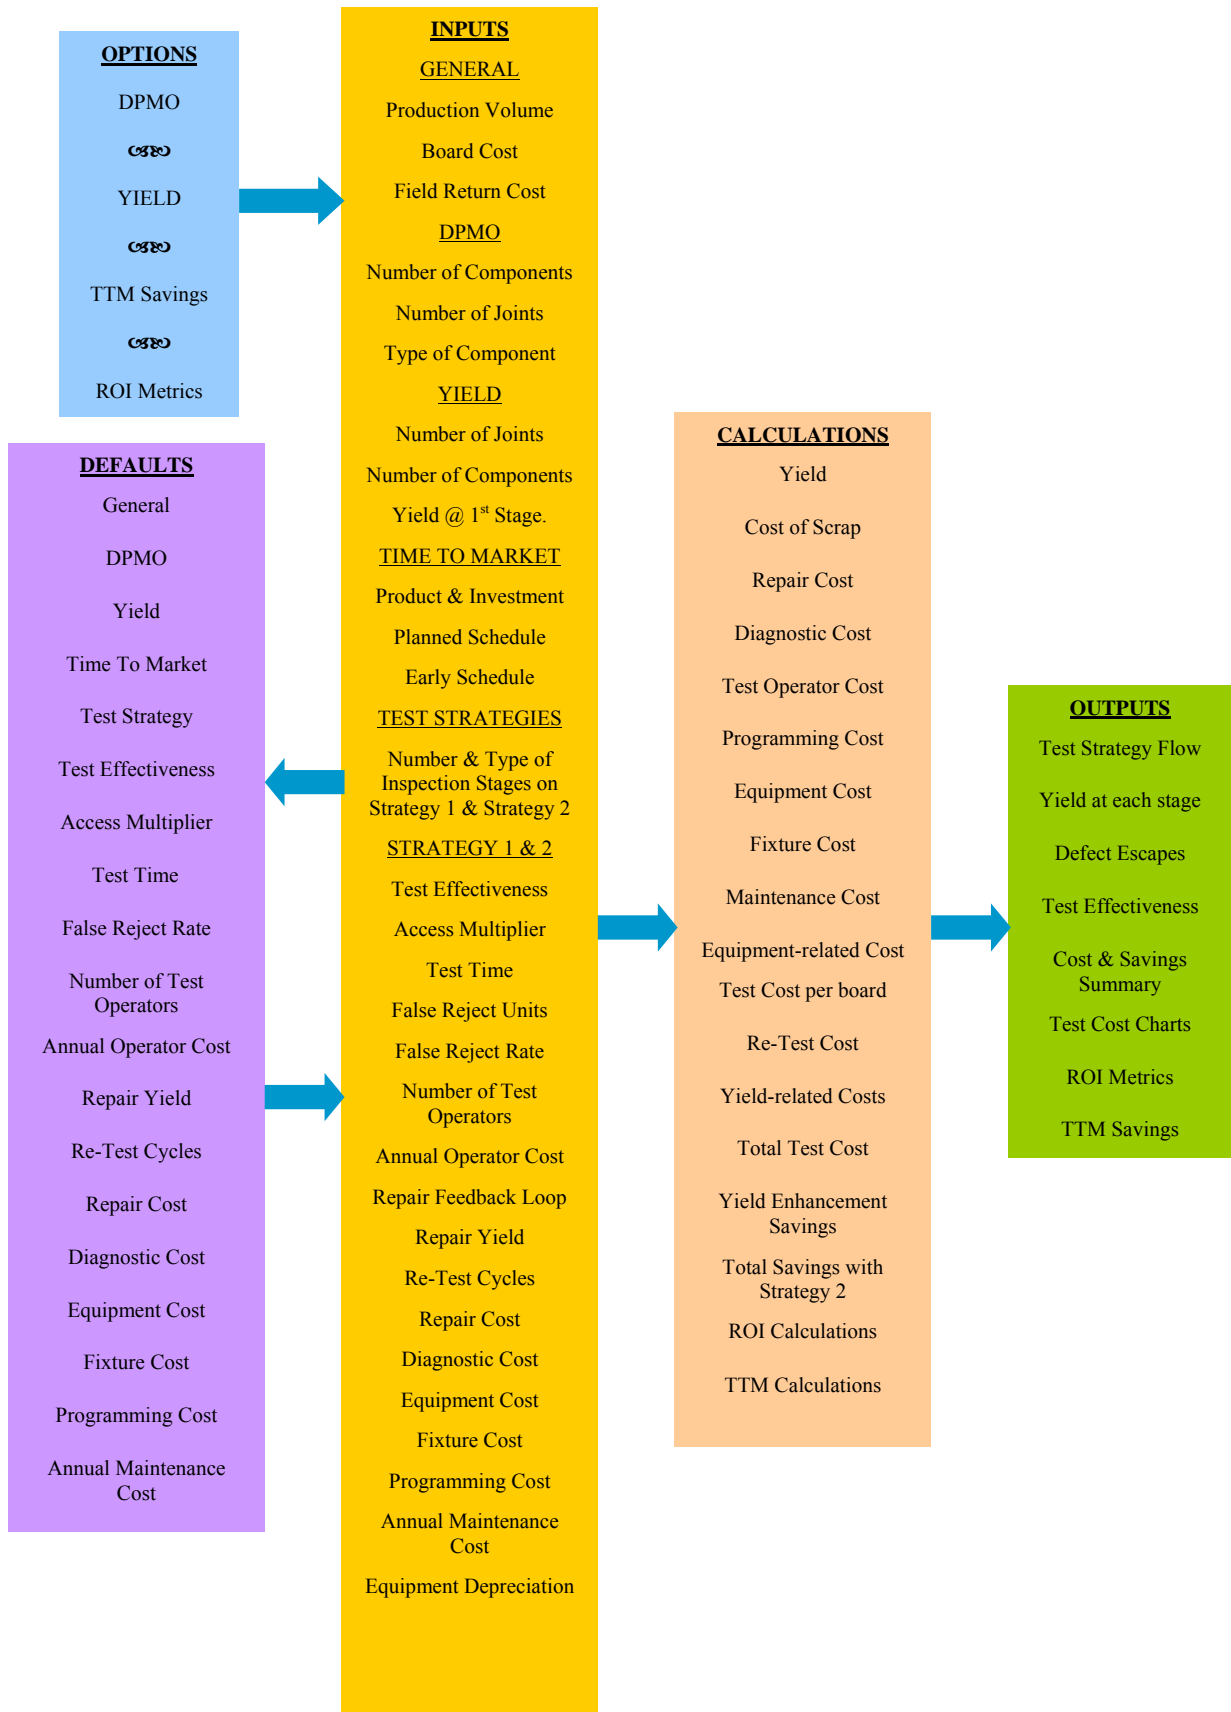 OPTIONS
DPMO
YIELD
TTM Savings
ROI Metrics
DEFAULTS
General
DPMO
Yield
Time To Market
Test Strategy
Test Effectiveness
Access Multiplier
Test Time
False Reject Rate
Number of Test
Operators
Annual Operator Cost
Repair Yield
Re-Test Cycles
Repair Cost
Diagnostic Cost
Equipment Cost
Fixture Cost
Programming Cost
Annual Maintenance
Cost
INPUTS
GENERAL
Production Volume
Board Cost
Field Return Cost
DPMO
Number of Components
Number of Joints
Type of Component
YIELD
Number of Joints
Number of Components
Yield @ 1st Stage.
TIME TO MARKET
Product & Investment
Planned Schedule
Early Schedule
TEST STRATEGIES
Number & Type of
Inspection Stages on
Strategy 1 & Strategy 2
STRATEGY 1 & 2
Test Effectiveness
Access Multiplier
Test Time
False Reject Units
False Reject Rate
Number of Test
Operators
Annual Operator Cost
Repair Feedback Loop
Repair Yield
Re-Test Cycles
Repair Cost
Diagnostic Cost
Equipment Cost
Fixture Cost
Programming Cost
Annual Maintenance
Cost
Equipment Depreciation
CALCULATIONS
Yield
Cost of Scrap
Repair Cost
Diagnostic Cost
Test Operator Cost
Programming Cost
Equipment Cost
Fixture Cost
Maintenance Cost
Equipment-related Cost
Test Cost per board
Re-Test Cost
Yield-related Costs
Total Test Cost
Yield Enhancement
Savings
Total Savings with
Strategy 2
ROI Calculations
TTM Calculations
OUTPUTS
Test Strategy Flow
Yield at each stage
Defect Escapes
Test Effectiveness
Cost & Savings
Summary
Test Cost Charts
ROI Metrics
TTM Savings